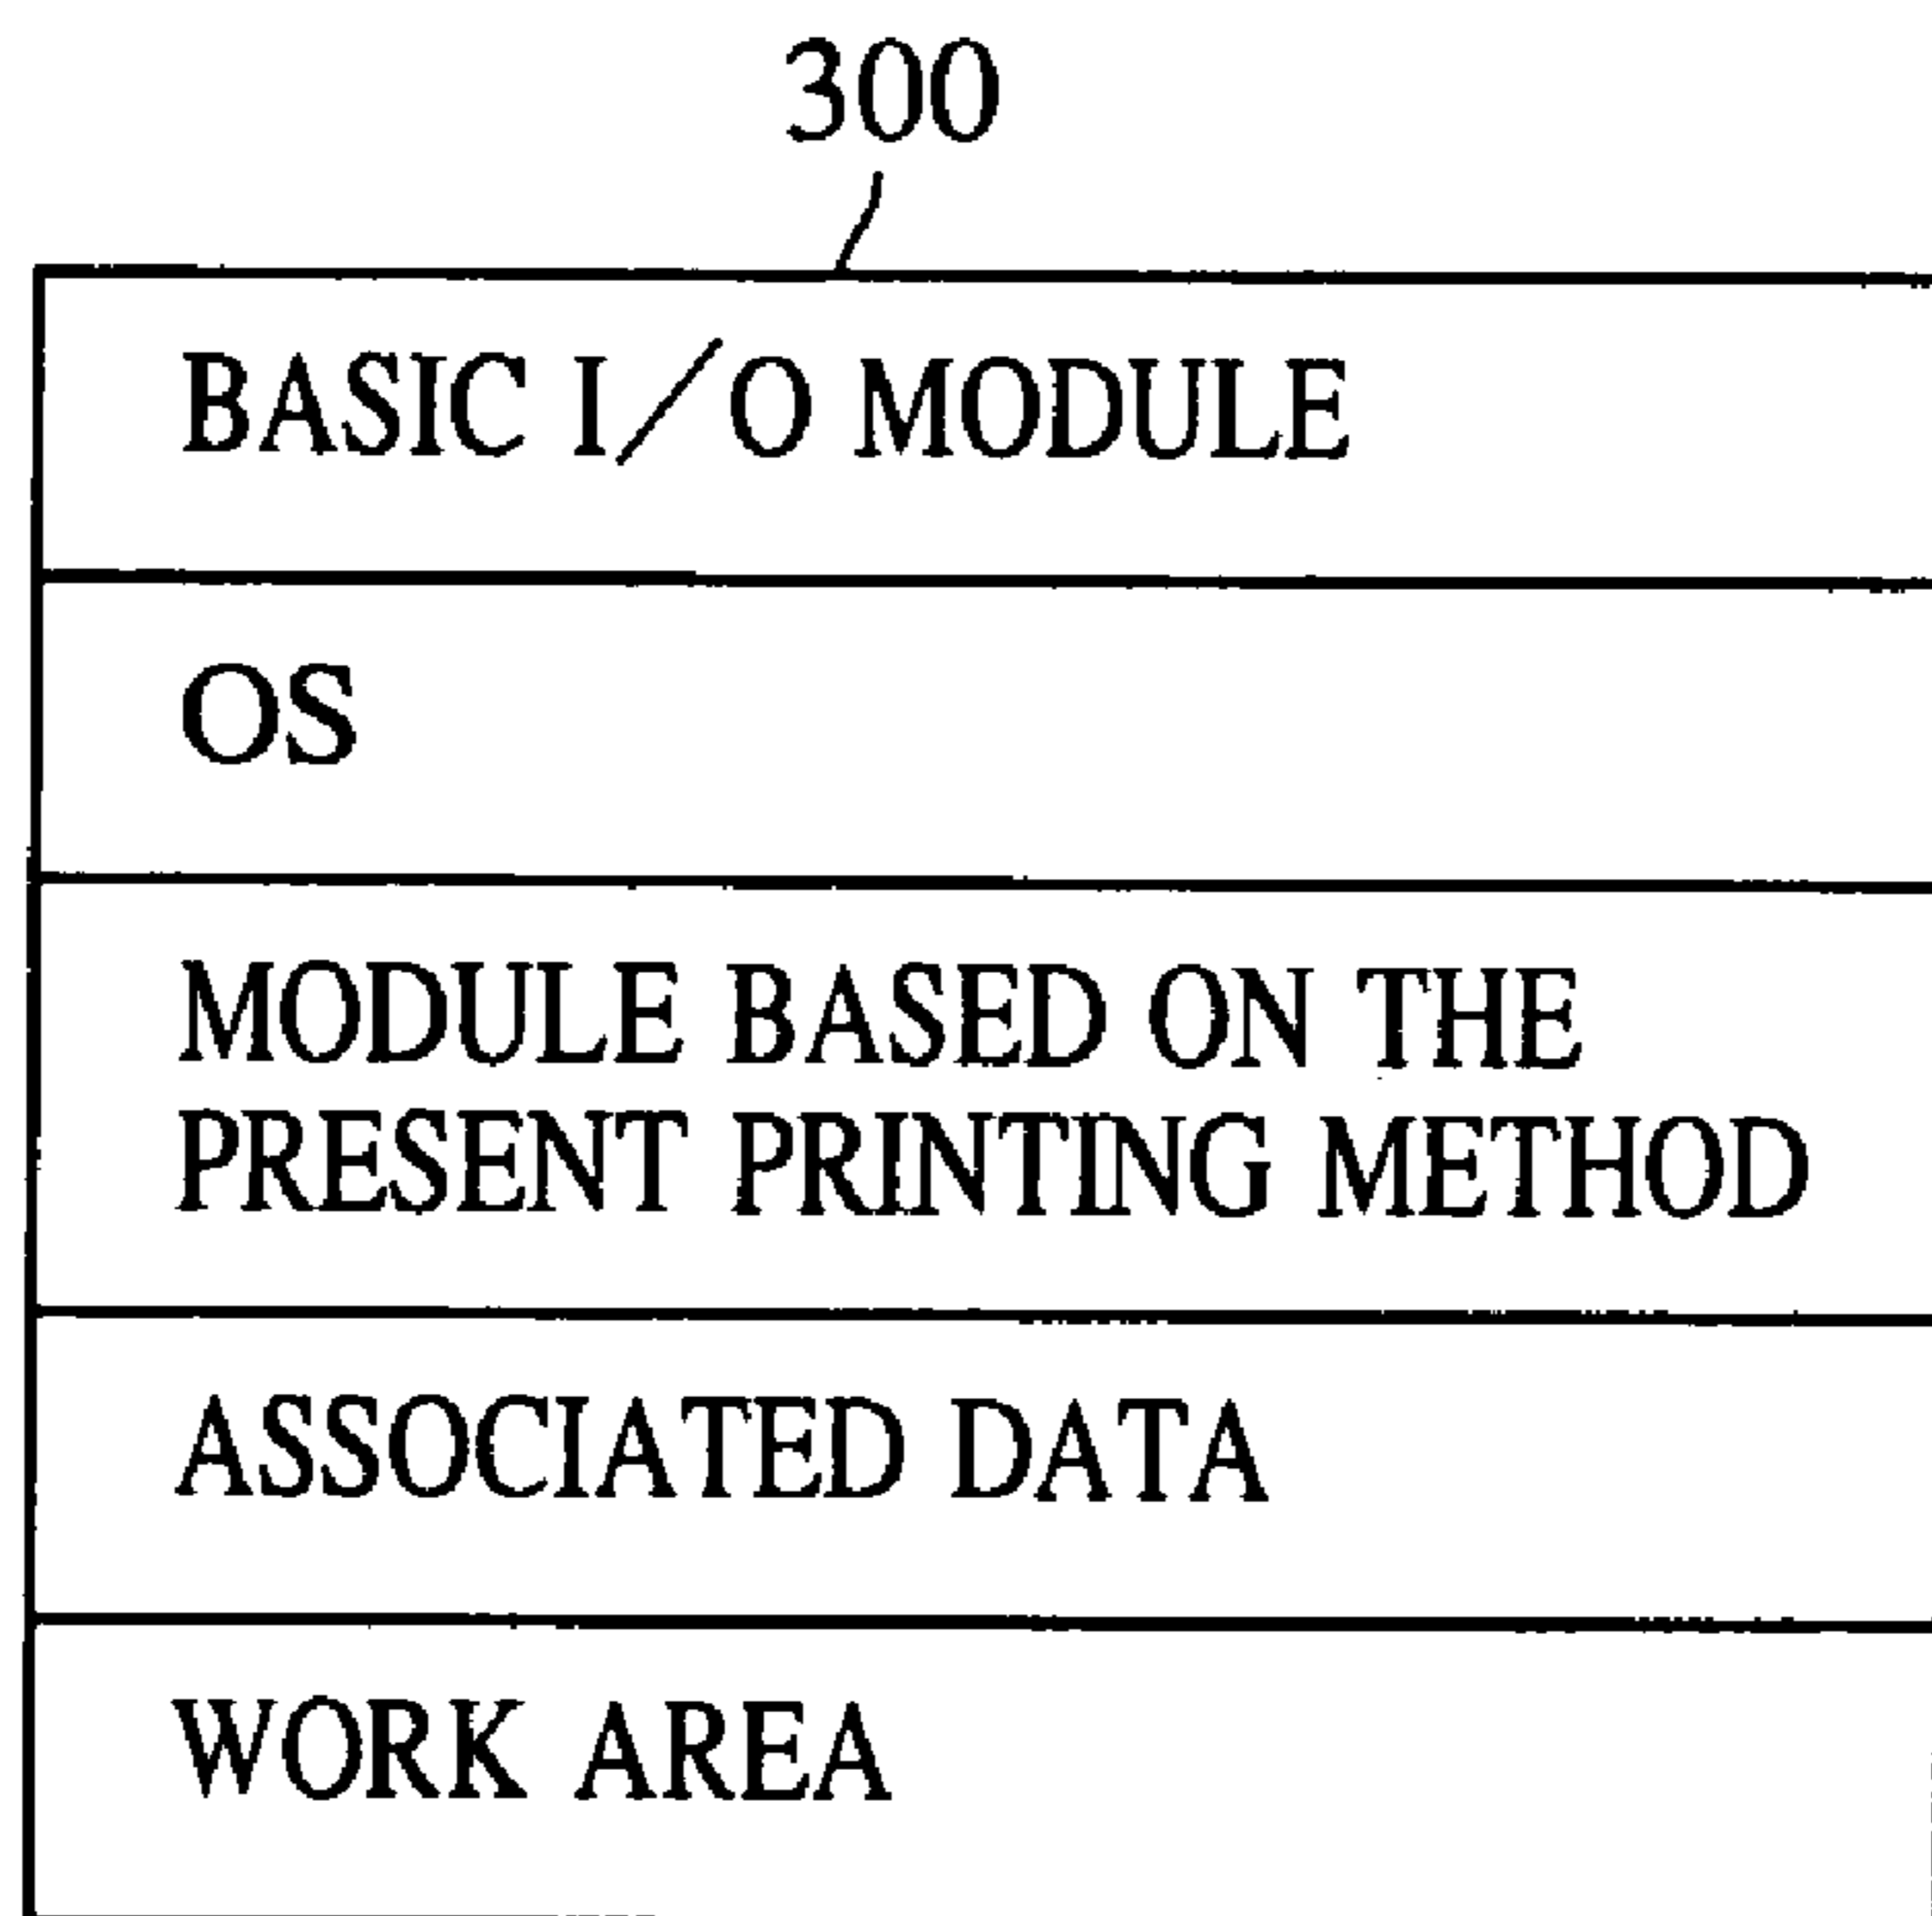 300
BASIC I/O MODULE
OS
MODULE BASED ON THE
PRESENT PRINTING METHOD
ASSOCIATED DATA
WORK AREA